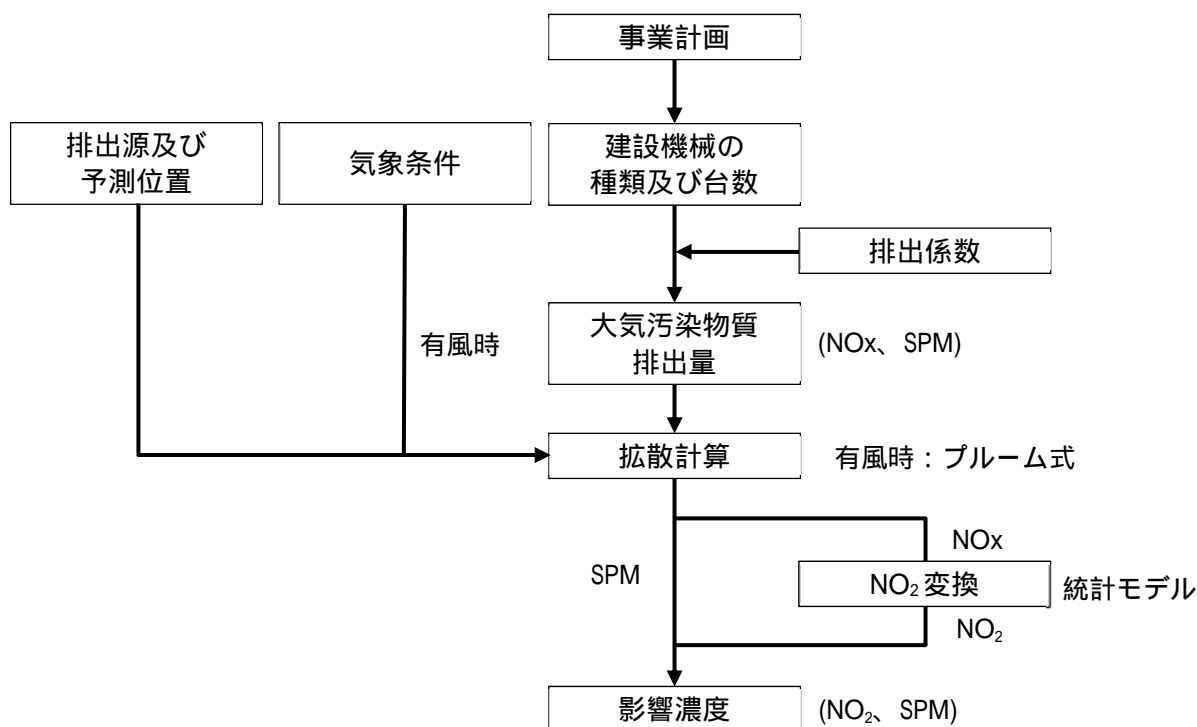 事業計画
排出源及び
予測位置
気象条件
建設機械の
種類及び台数
排出係数
有風時
大気汚染物質
排出量
(NOx、SPM)
拡散計算
有風時：プルーム式
SPM
NOx
NO₂変換
統計モデル
NO₂
影響濃度
(NO₂、SPM)